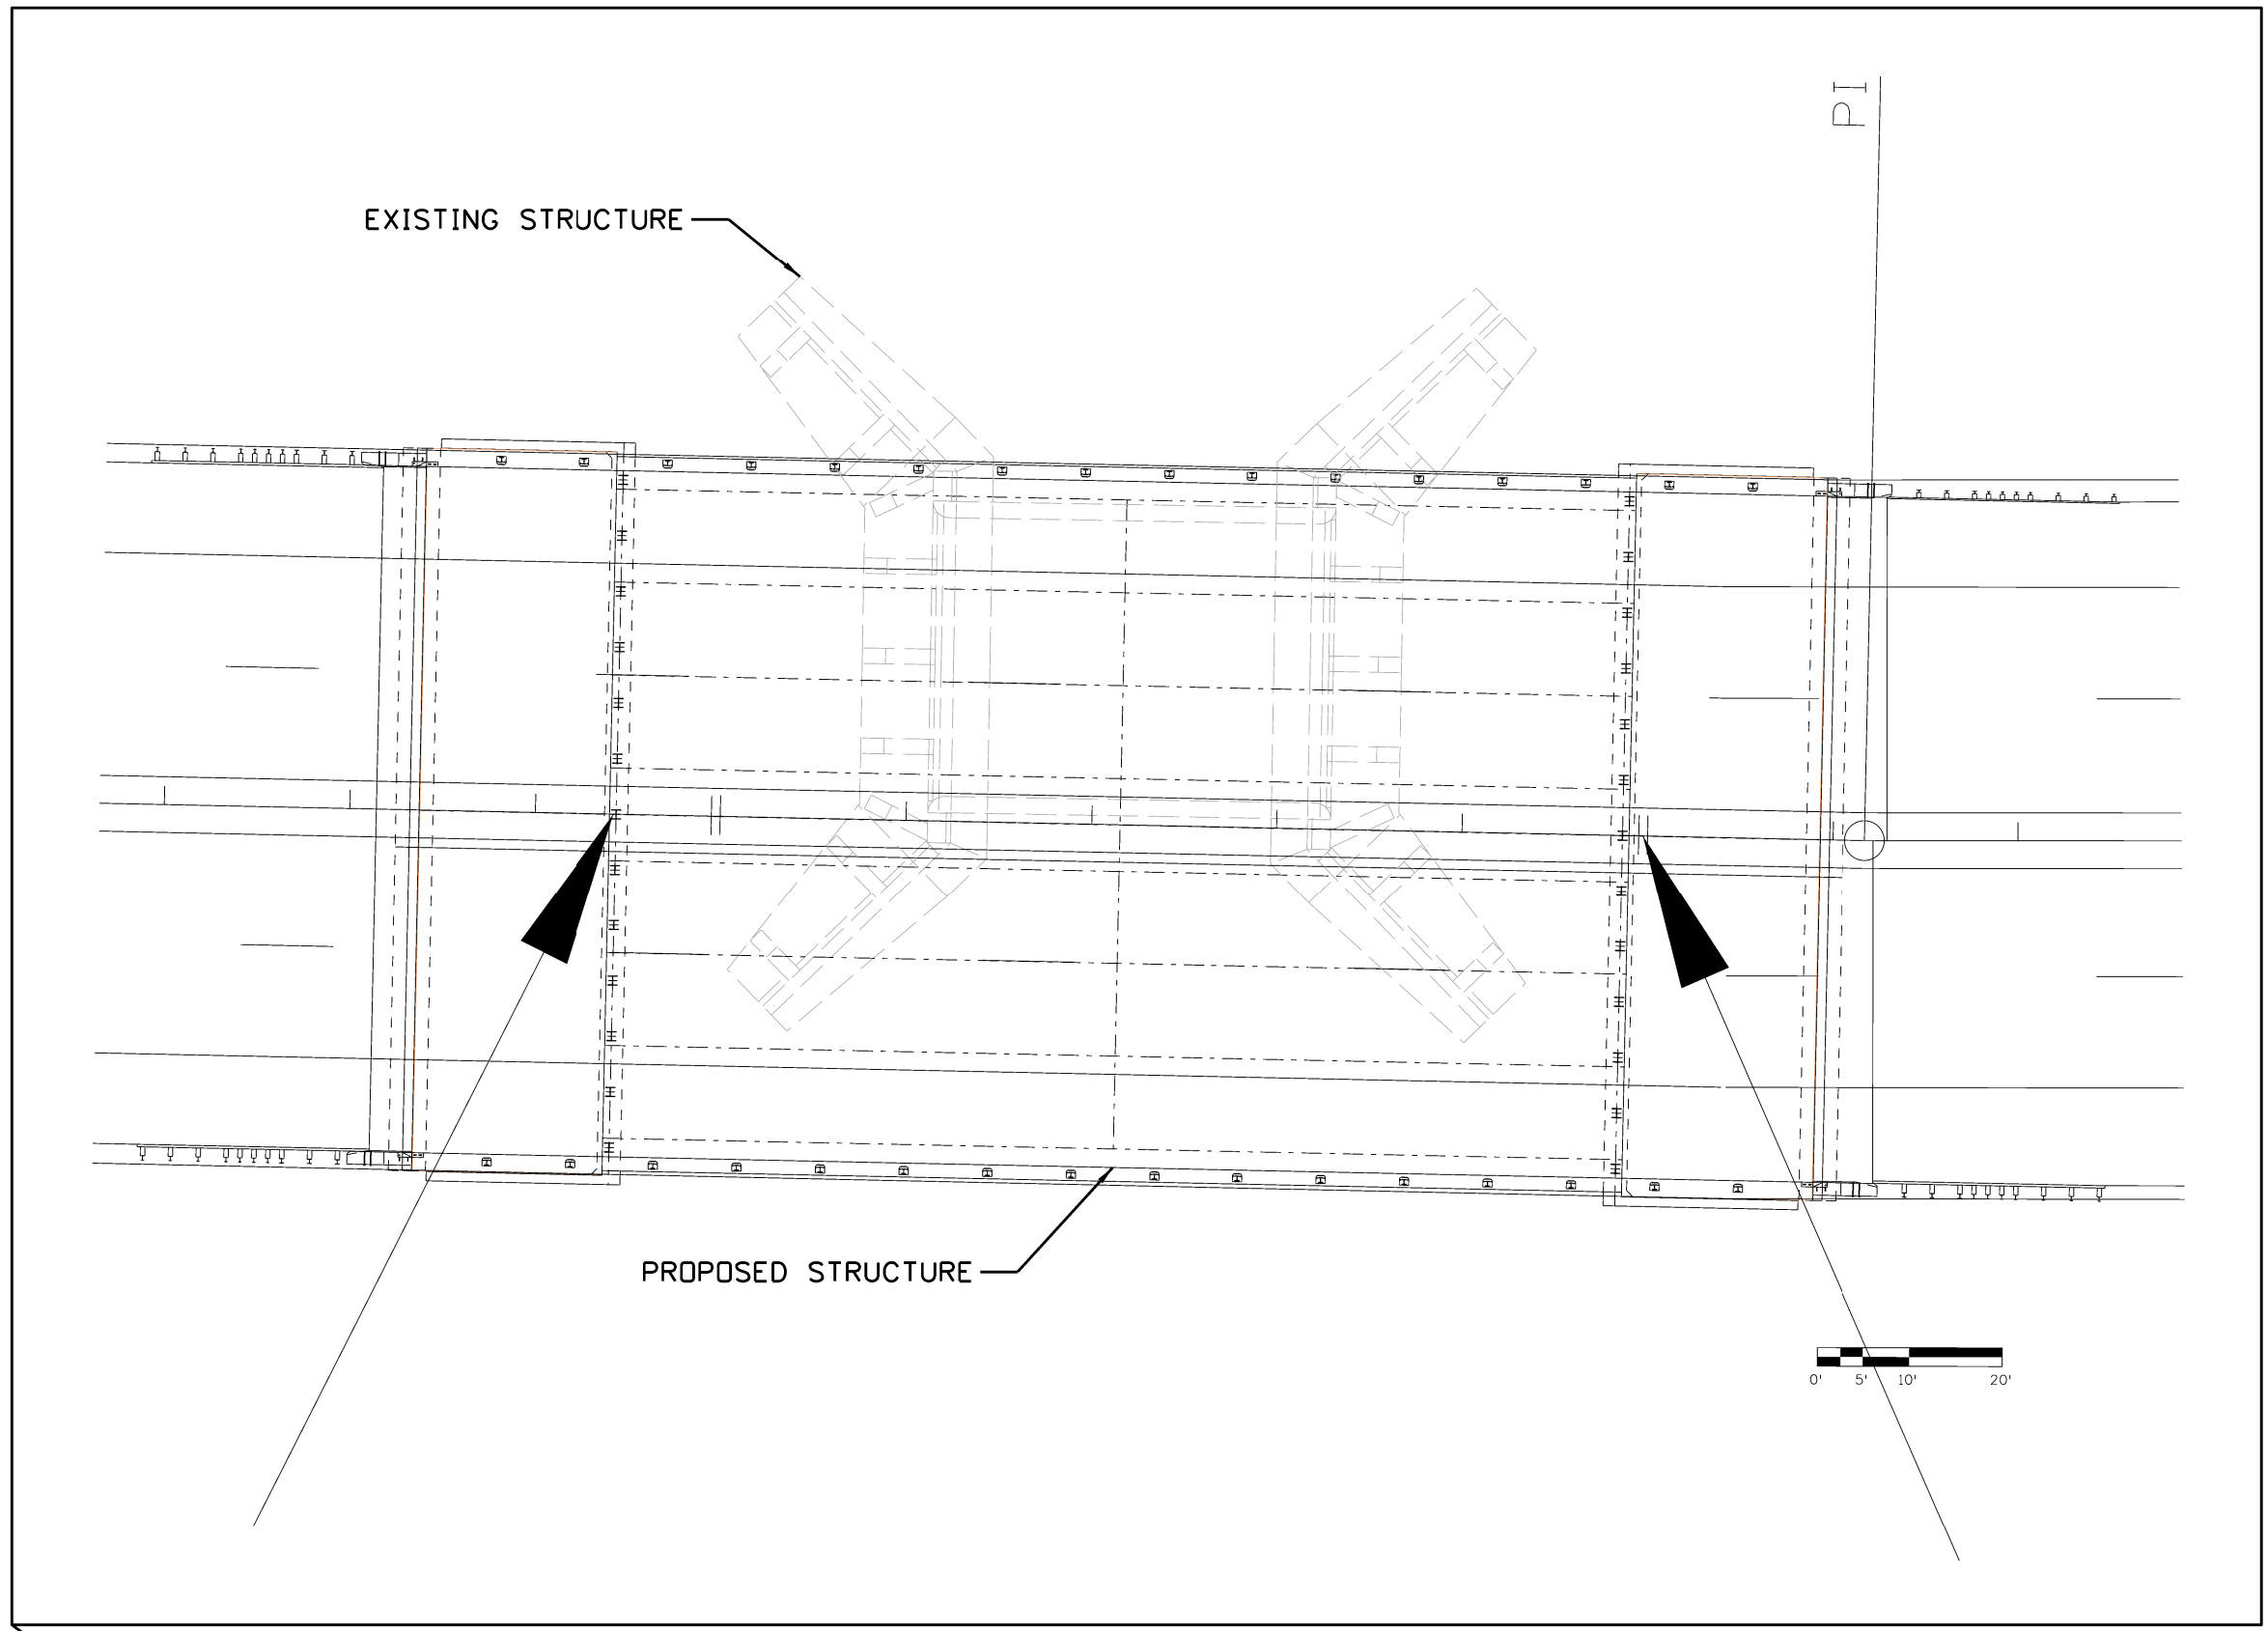 PI
EXISTING STRUCTURE
PROPOSED STRUCTURE
0' 5' 10' 20'